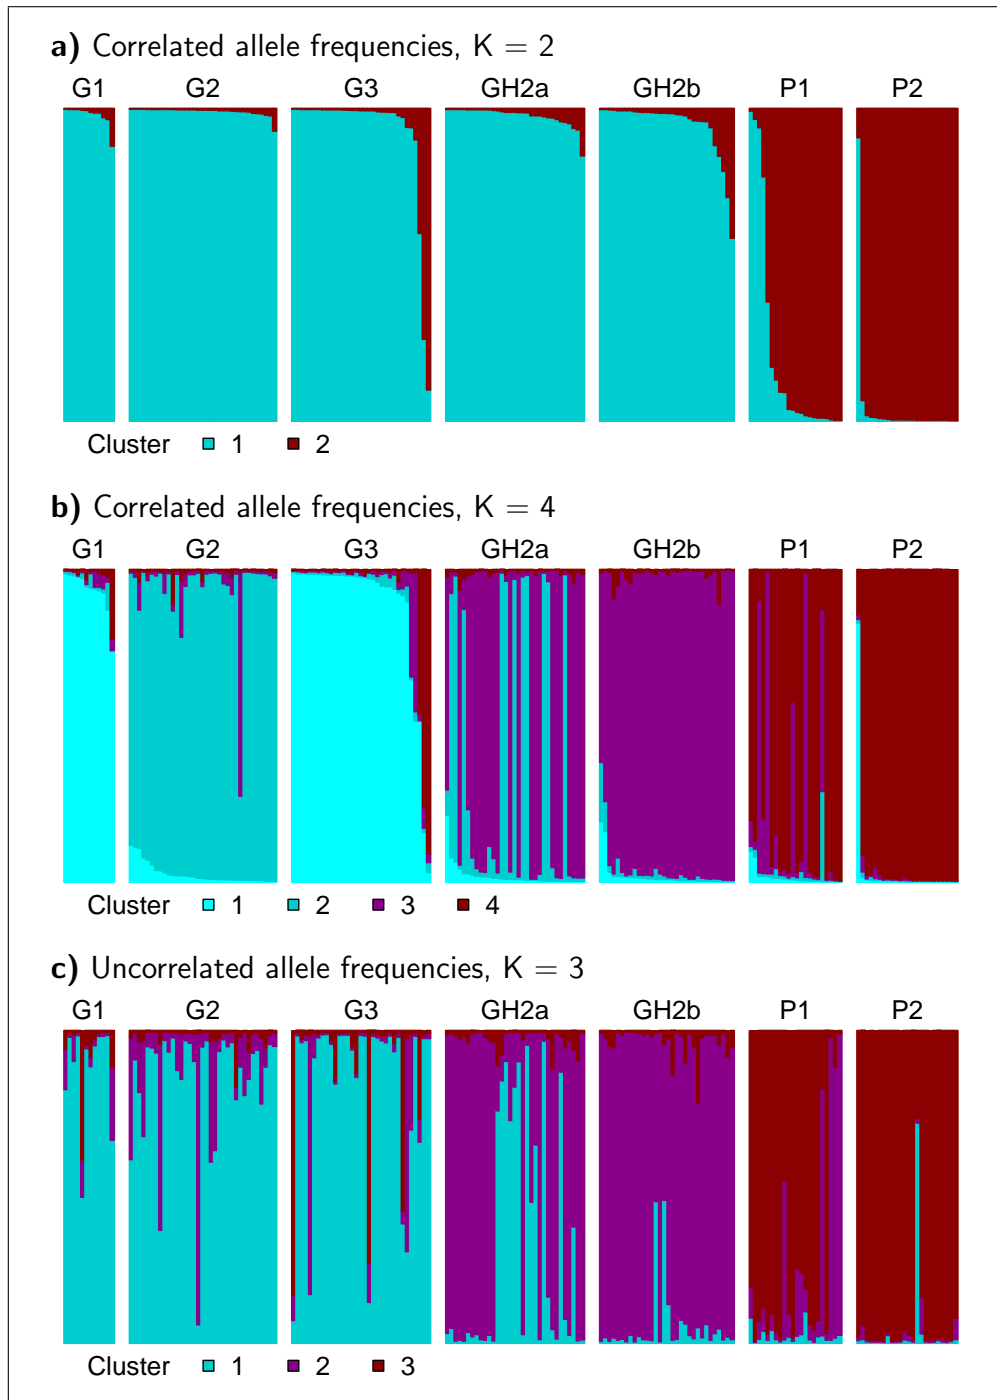 a) Correlated allele frequencies, K = 2
G1 G2 G3 GH2a GH2b P1 P2
Cluster 1 2
b) Correlated allele frequencies, K = 4
G1 G2 G3 GH2a GH2b P1 P2
Cluster 1 2 3 4
c) Uncorrelated allele frequencies, K = 3
G1 G2 G3 GH2a GH2b P1 P2
Cluster 1 2 3